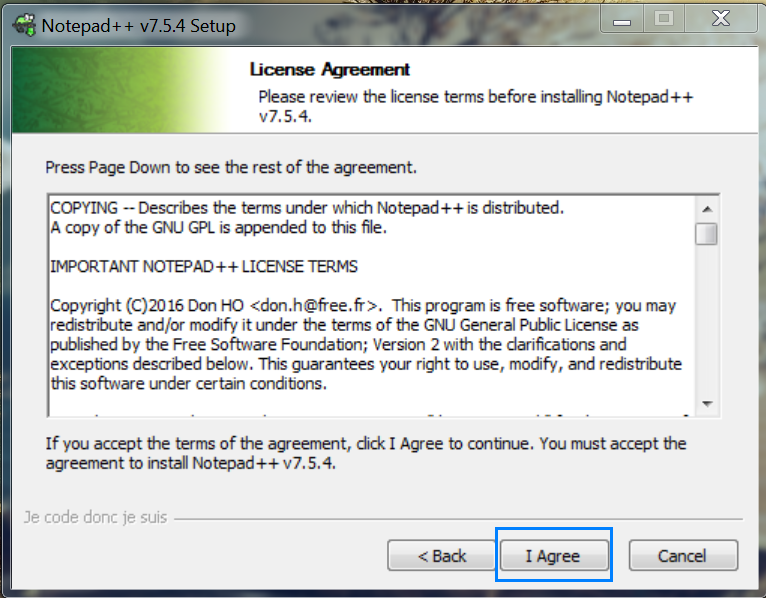 Notepad++ v7.5.4 Setup
License Agreement
Please review the license terms before installing Notepad++
v7.5.4.
Press Page Down to see the rest of the agreement.
COPYING -- Describes the terms under which Notepad++ is distributed.
A copy of the GNU GPL is appended to this file.
IMPORTANT NOTEPAD++ LICENSE TERMS
Copyright (C)2016 Don HO <don.h@free.fr>.  This program is free software; you may
redistribute and/or modify it under the terms of the GNU General Public License as
published by the Free Software Foundation; Version 2 with the clarifications and
exceptions described below. This guarantees your right to use, modify, and redistribute
this software under certain conditions.
If you accept the terms of the agreement, click I Agree to continue. You must accept the
agreement to install Notepad++ v7.5.4.
Je code donc je suis
< Back
I Agree
Cancel